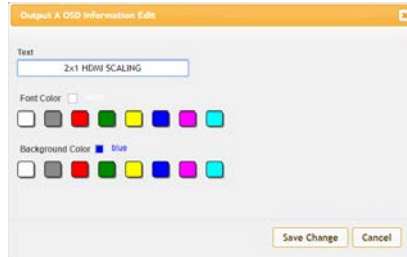 Output A OSD Information Edit
Text
2x1 HDMI SCALING
Font Color
Background Color blue
Save Change Cancel